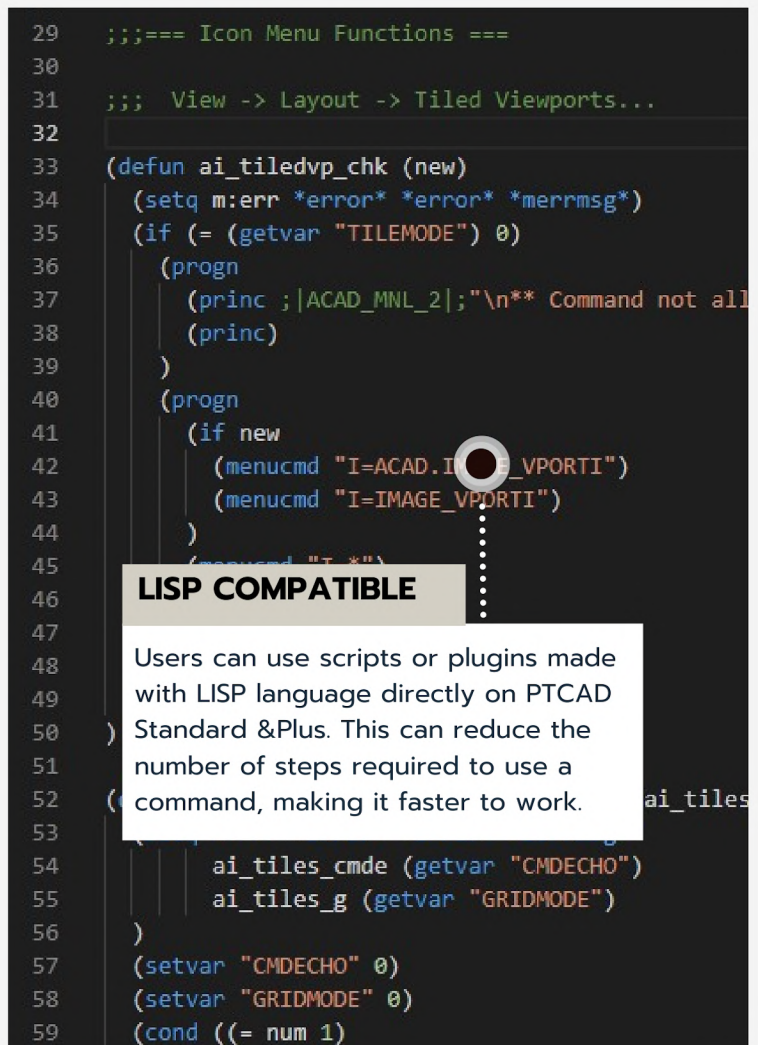 29 ;;;=== Icon Menu Functions ===
30
31 ;;; View -> Layout -> Tiled Viewports...
32
33 (defun ai_tiledvp_chk (new)
34 (setq m:err *error* *error* *merrmsg*)
35 (if (= (getvar "TILEMODE") 0)
36 (progn
37 (princ ;|ACAD_MNL_2|;"\n** Command not all
38 (princ)
39 )
40 (progn
41 (if new
42 (menucmd "I=ACAD.IM E_VPORTI")
43 (menucmd "I=IMAGE_VPORTI")
44 )
45 (menucmd "I=*")
46
47
48
49
50 )
51
52 ( ai_tiles
53
54 ai_tiles_cmde (getvar "CMDECHO")
55 ai_tiles_g (getvar "GRIDMODE")
56 )
57 (setvar "CMDECHO" 0)
58 (setvar "GRIDMODE" 0)
59 (cond ((= num 1)
LISP COMPATIBLE
Users can use scripts or plugins made
with LISP language directly on PTCAD
Standard &Plus. This can reduce the
number of steps required to use a
command, making it faster to work.